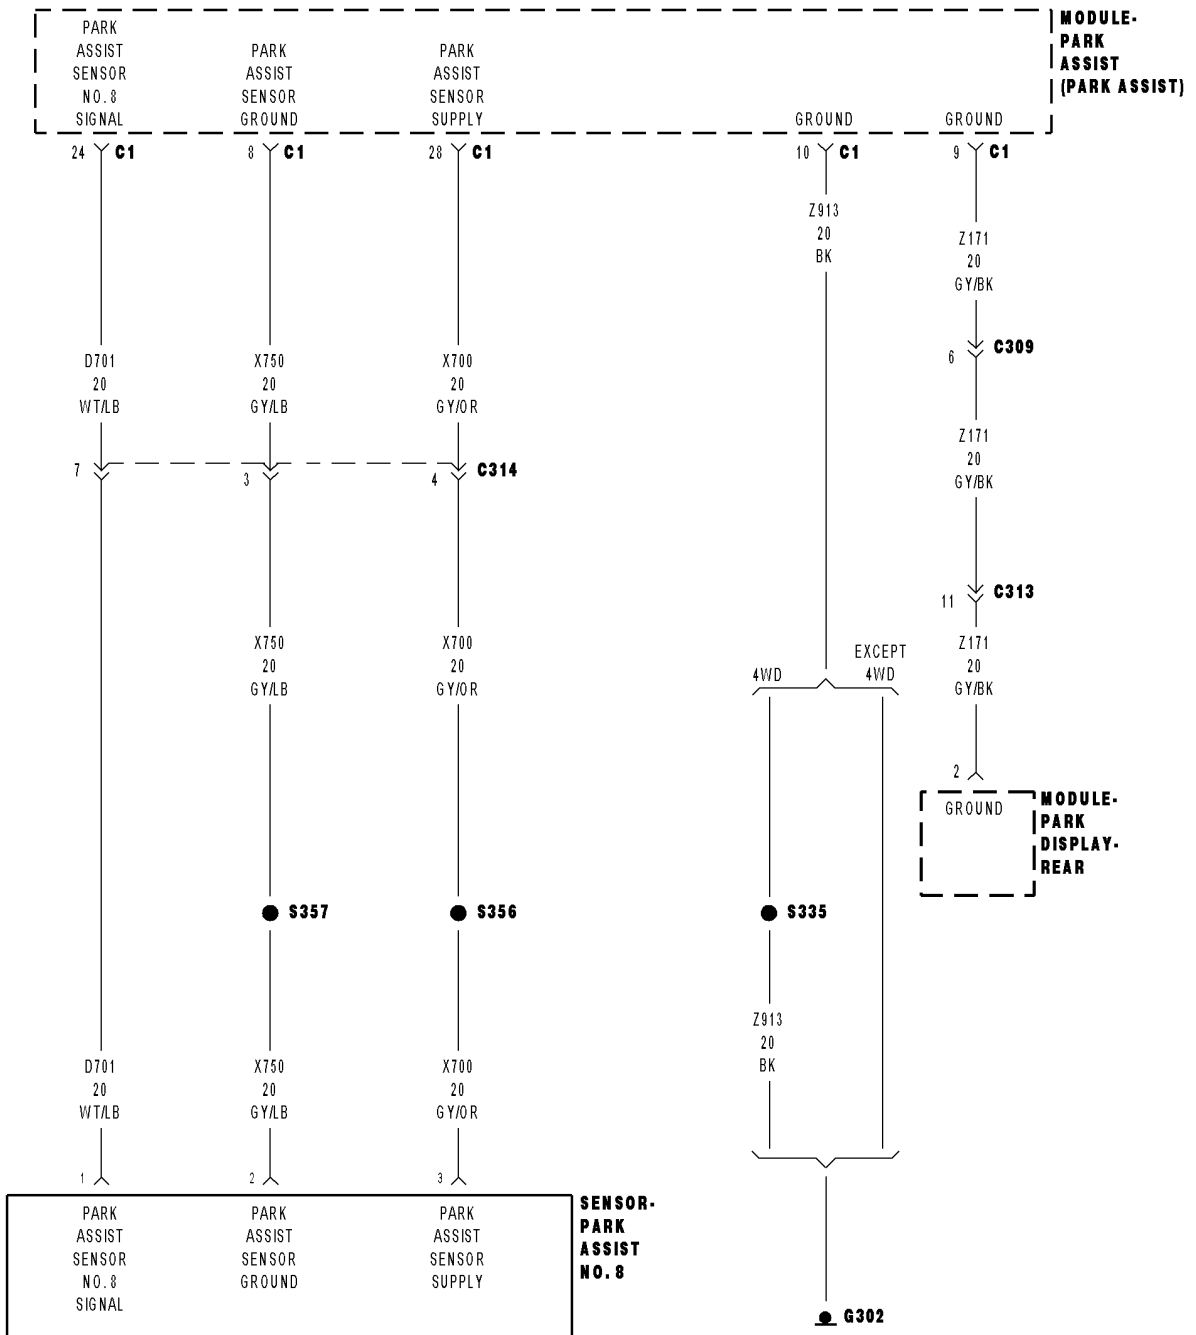 PARK
ASSIST
SENSOR
NO.8
SIGNAL
PARK
ASSIST
SENSOR
GROUND
PARK
ASSIST
SENSOR
SUPPLY
GROUND
GROUND
MODULE-
PARK
ASSIST
(PARK ASSIST)
24 C1
8 C1
28 C1
10 C1
9 C1
Z913
20
BK
Z171
20
GY/BK
6 C309
D701
20
WT/LB
X750
20
GY/LB
X700
20
GY/OR
7
3
4 C314
Z171
20
GY/BK
11 C313
X750
20
GY/LB
X700
20
GY/OR
4WD
EXCEPT
4WD
Z171
20
GY/BK
2
GROUND
MODULE-
PARK
DISPLAY-
REAR
S357
S356
S335
Z913
20
BK
D701
20
WT/LB
X750
20
GY/LB
X700
20
GY/OR
1
2
3
PARK
ASSIST
SENSOR
NO.8
SIGNAL
PARK
ASSIST
SENSOR
GROUND
PARK
ASSIST
SENSOR
SUPPLY
SENSOR-
PARK
ASSIST
NO.8
G302